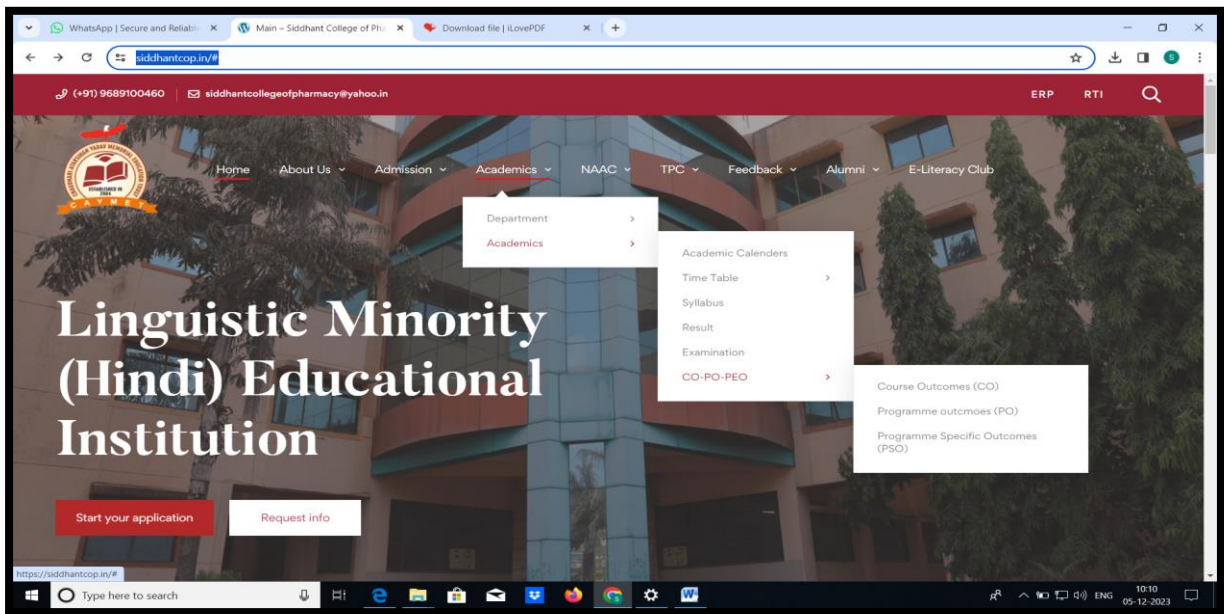 WhatsApp | Secure and Reliable
Main – Siddhant College of Pha
Download file | iLovePDF
siddhantcop.in/#
(+91) 9689100460
siddhantcollegeofpharmacy@yahoo.in
ERP
RTI
ESTABLISHED IN
2004
C A Y M E T
Home
About Us
Admission
Academics
NAAC
TPC
Feedback
Alumni
E-Literacy Club
Department
Academics
Academic Calenders
Time Table
Syllabus
Result
Examination
CO-PO-PEO
Course Outcomes (CO)
Programme outcmoes (PO)
Programme Specific Outcomes
(PSO)
Linguistic Minority
(Hindi) Educational
Institution
Start your application
Request info
https://siddhantcop.in/#
Type here to search
ENG
10:10
05-12-2023